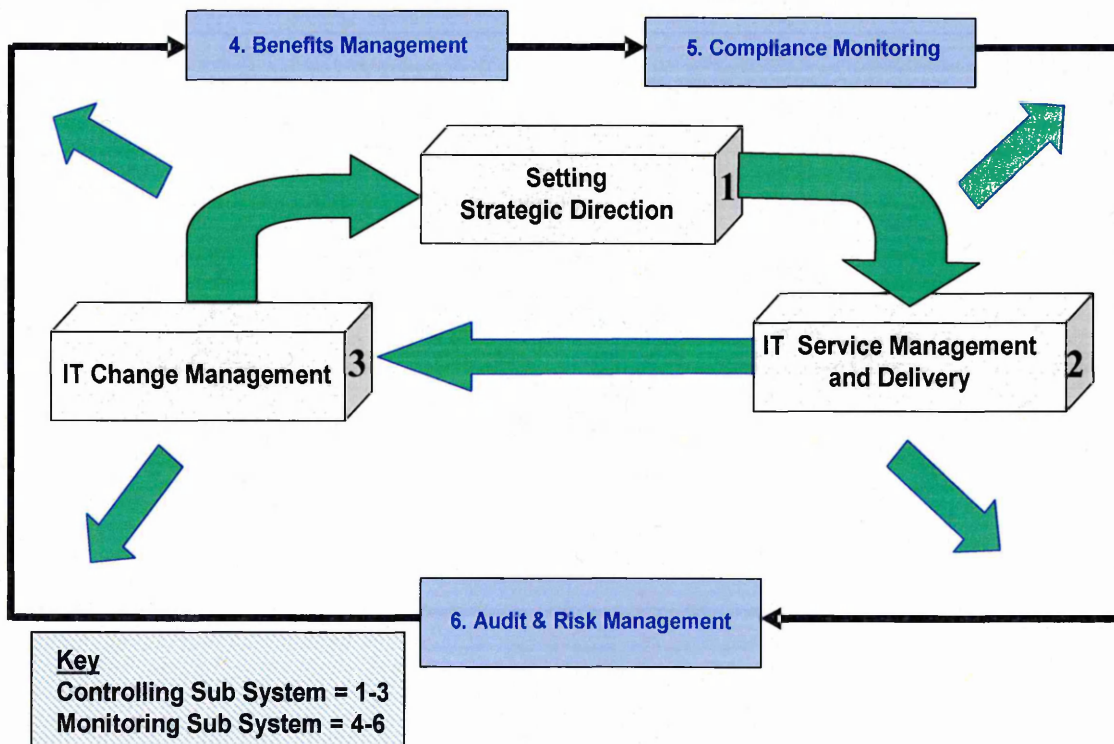 4. Benefits Management
5. Compliance Monitoring
Setting
Strategic Direction
1
IT Change Management
3
IT Service Management
and Delivery
2
6. Audit & Risk Management
Key
Controlling Sub System = 1-3
Monitoring Sub System = 4-6